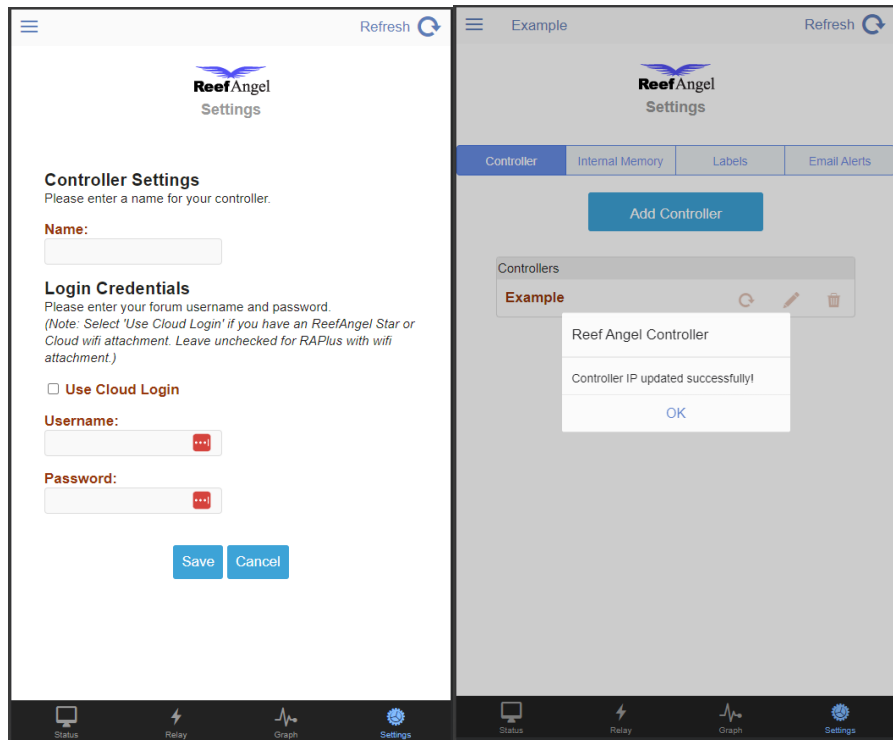 Refresh
ReefAngel
Settings
Controller Settings
Please enter a name for your controller.
Name:
Login Credentials
Please enter your forum username and password.
(Note: Select 'Use Cloud Login' if you have an ReefAngel Star or
Cloud wifi attachment. Leave unchecked for RAPlus with wifi
attachment.)
Use Cloud Login
Username:
Password:
Save Cancel
Status Relay Graph Settings
Example Refresh
ReefAngel
Settings
Controller Internal Memory Labels Email Alerts
Add Controller
Controllers
Example
Reef Angel Controller
Controller IP updated successfully!
OK
Status Relay Graph Settings